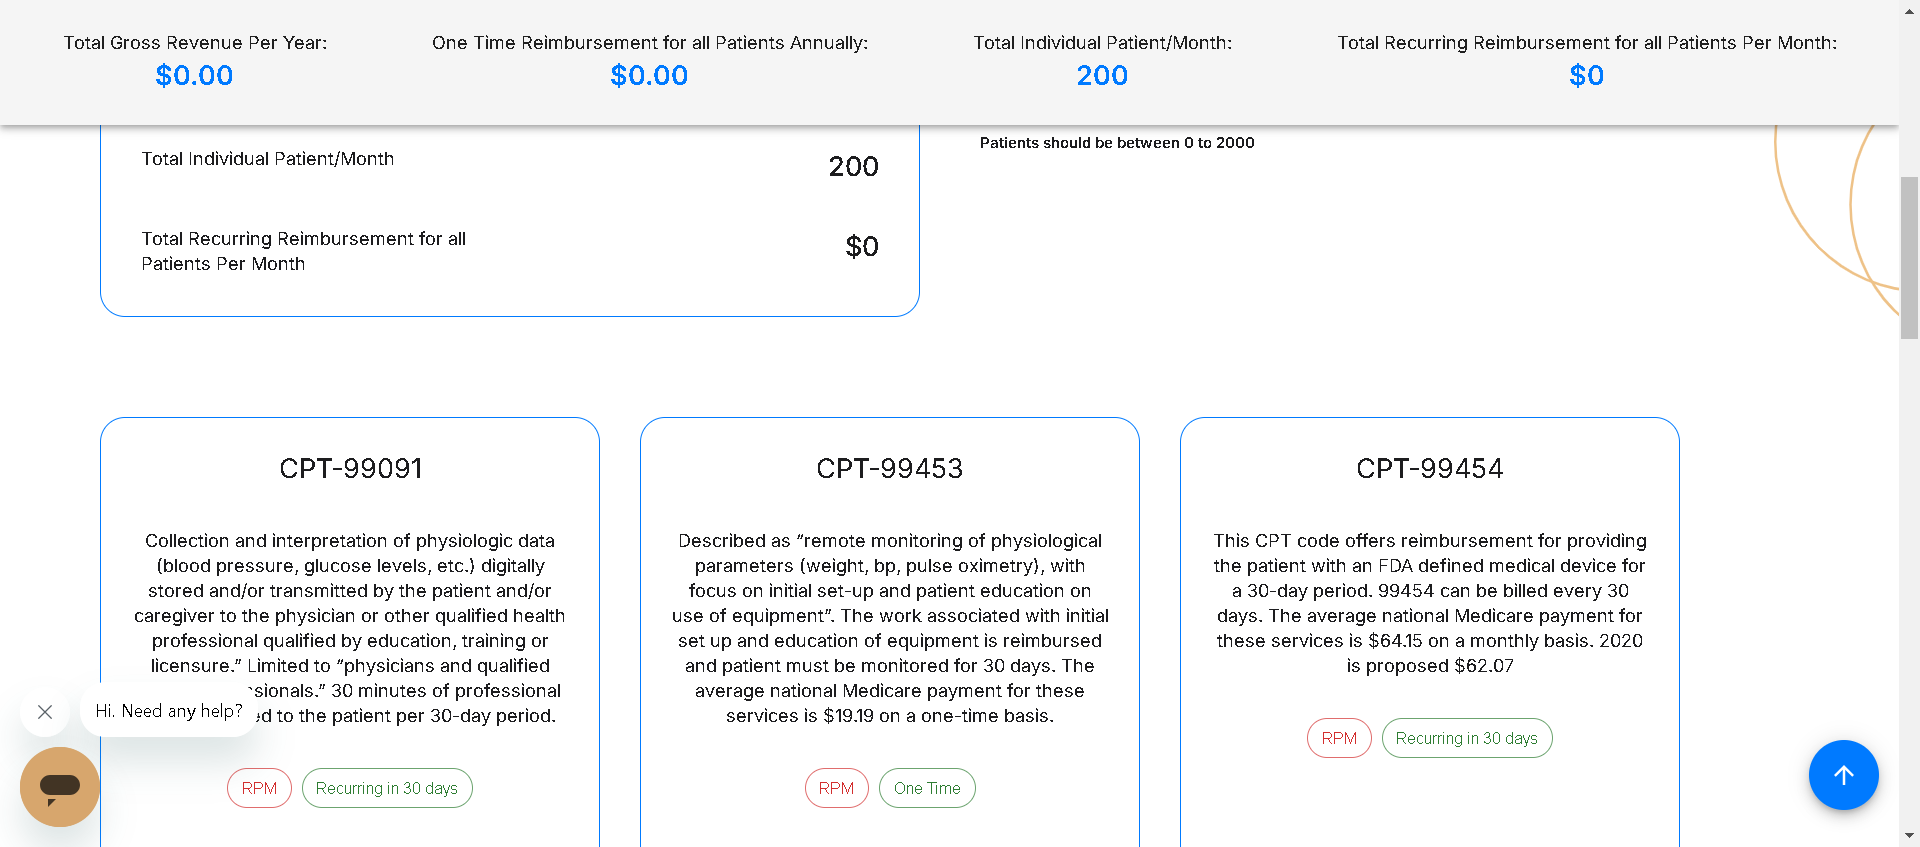 Total Gross Revenue Per Year:
$0.00
One Time Reimbursement for all Patients Annually:
$0.00
Total Individual Patient/Month:
200
Total Recurring Reimbursement for all Patients Per Month:
$0
Total Individual Patient/Month
200
Total Recurring Reimbursement for all
Patients Per Month
$0
Patients should be between 0 to 2000
CPT-99091
Collection and interpretation of physiologic data
(blood pressure, glucose levels, etc.) digitally
stored and/or transmitted by the patient and/or
caregiver to the physician or other qualified health
professional qualified by education, training or
licensure.” Limited to “physicians and qualified
sionals.” 30 minutes of professional
ed to the patient per 30-day period.
RPM
Recurring in 30 days
CPT-99453
Described as “remote monitoring of physiological
parameters (weight, bp, pulse oximetry), with
focus on initial set-up and patient education on
use of equipment”. The work associated with initial
set up and education of equipment is reimbursed
and patient must be monitored for 30 days. The
average national Medicare payment for these
services is $19.19 on a one-time basis.
RPM
One Time
CPT-99454
This CPT code offers reimbursement for providing
the patient with an FDA defined medical device for
a 30-day period. 99454 can be billed every 30
days. The average national Medicare payment for
these services is $64.15 on a monthly basis. 2020
is proposed $62.07
RPM
Recurring in 30 days
Hi. Need any help?